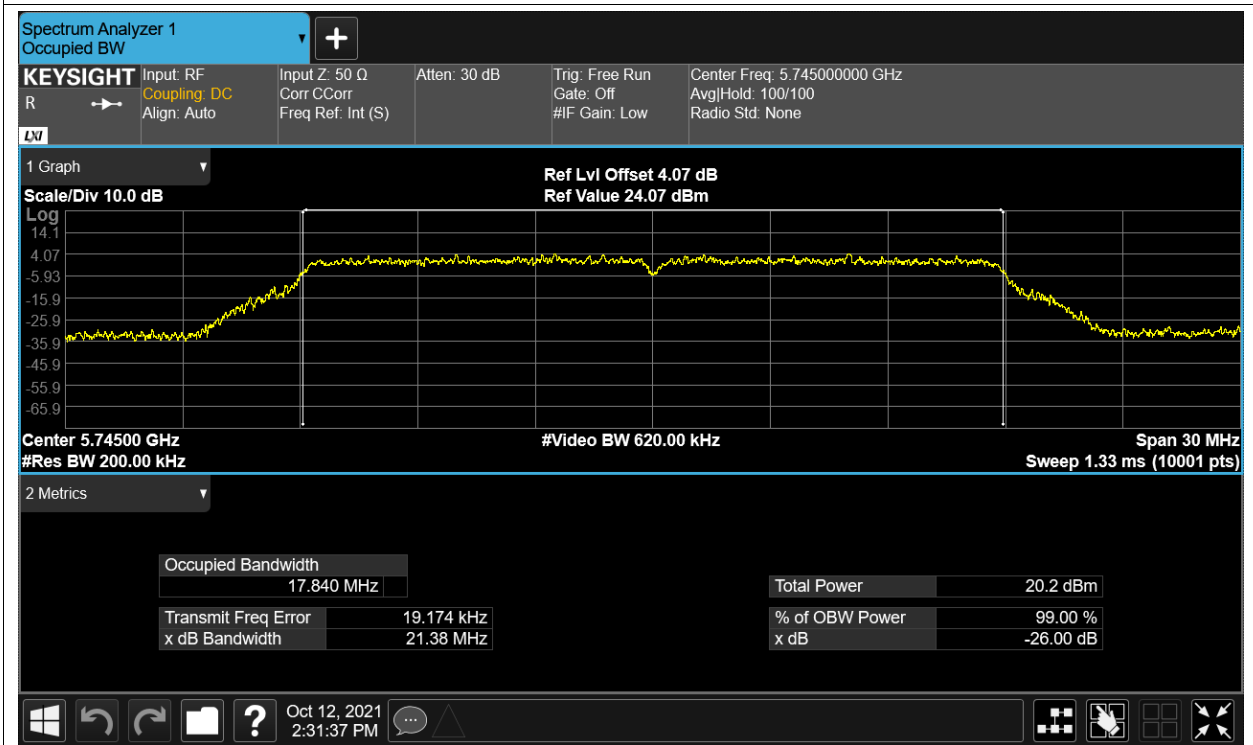 Spectrum Analyzer 1
Occupied BW
KEYSIGHT
R
LXI
Input: RF
Coupling: DC
Align: Auto
Input Z: 50 Ω
Corr CCorr
Freq Ref: Int (S)
Atten: 30 dB
Trig: Free Run
Gate: Off
#IF Gain: Low
Center Freq: 5.745000000 GHz
Avg|Hold: 100/100
Radio Std: None
1 Graph
Scale/Div 10.0 dB
Ref Lvl Offset 4.07 dB
Ref Value 24.07 dBm
Log
14.1
4.07
-5.93
-15.9
-25.9
-35.9
-45.9
-55.9
-65.9
Center 5.74500 GHz
#Video BW 620.00 kHz
Span 30 MHz
#Res BW 200.00 kHz
Sweep 1.33 ms (10001 pts)
2 Metrics
Occupied Bandwidth
17.840 MHz
Total Power 20.2 dBm
Transmit Freq Error 19.174 kHz
% of OBW Power 99.00 %
x dB Bandwidth 21.38 MHz
x dB -26.00 dB
?
Oct 12, 2021
2:31:37 PM